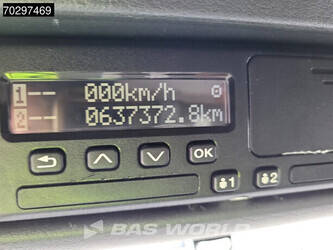 70297469
1-- 000km/h
2-- 0637372.8km
OK
1 2
BAS WORLD